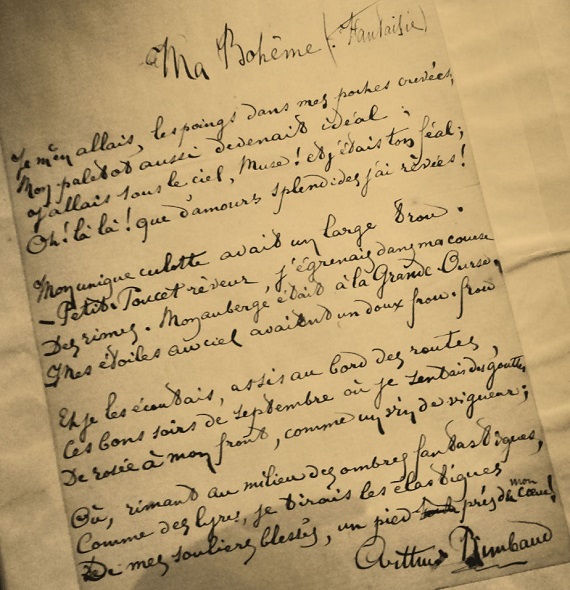 Ma Bohême (Fantaisie)
Je m'en allais, les poings dans mes poches crevées,
Mon paletot aussi devenait idéal ;
J'allais sous le ciel, Muse ! et j'étais ton féal ;
Oh ! là là ! que d'amours splendides j'ai rêvées !
Mon unique culotte avait un large trou.
– Petit-Poucet rêveur, j'égrenais dans ma course
Des rimes. Mon auberge était à la Grande-Ourse.
Mes étoiles au ciel avaient un doux frou-frou
Et je les écoutais, assis au bord des routes,
Ces bons soirs de septembre où je sentais des gouttes
De rosée à mon front, comme un vin de vigueur ;
Où, rimant au milieu des ombres fantastiques,
Comme des lyres, je tirais les élastiques
De mes souliers blessés, un pied près de mon cœur !
Arthur Rimbaud